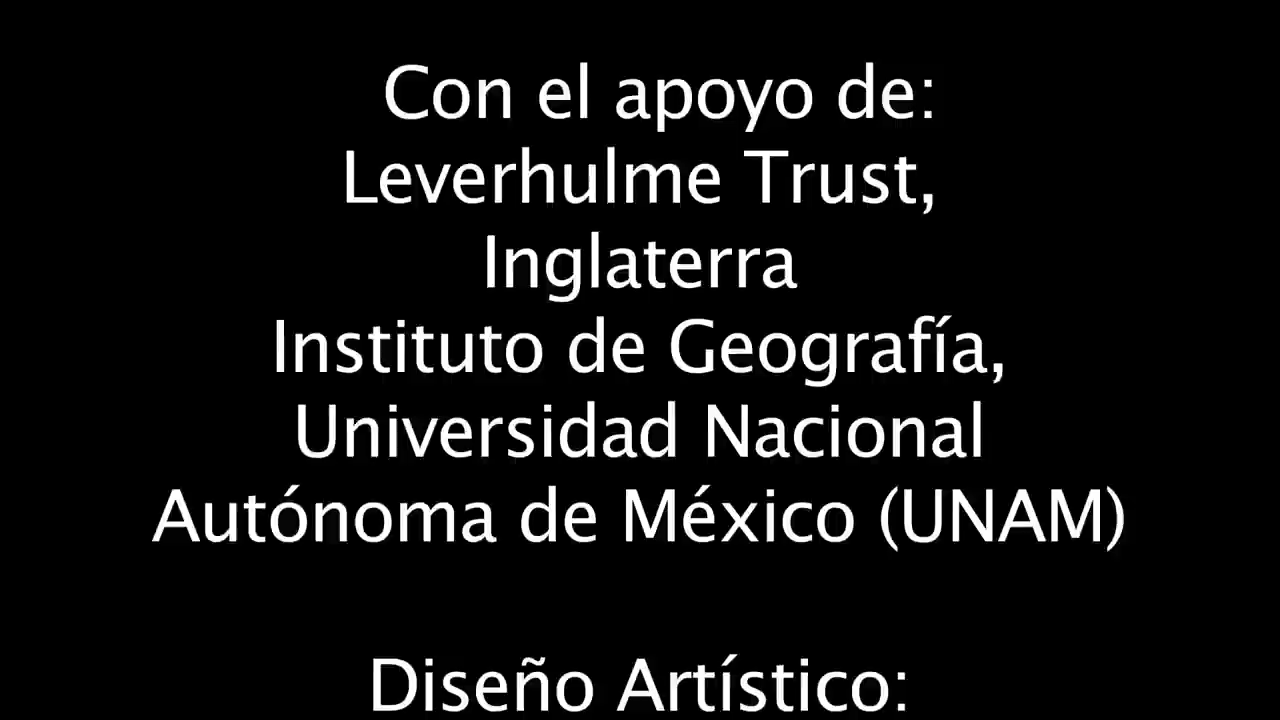 Con el apoyo de:
Leverhulme Trust,
Inglaterra
Instituto de Geografía,
Universidad Nacional
Autónoma de México (UNAM)
Diseño Artístico: